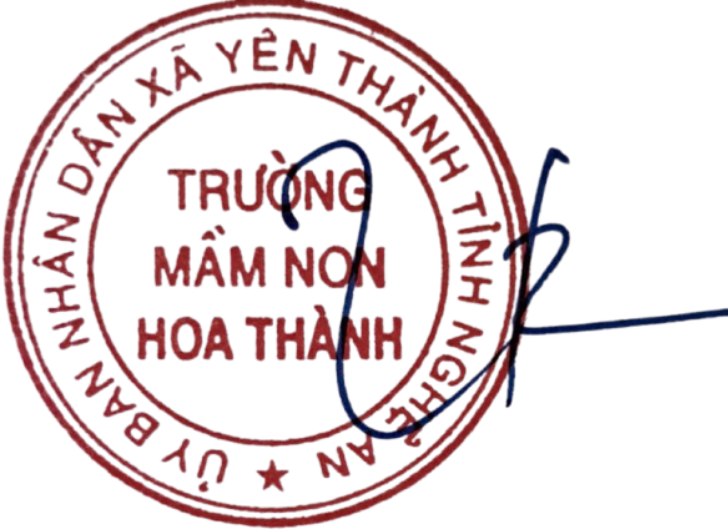 ỦY BAN NHÂN DÂN XÃ YÊN THÀNH TỈNH NGHỆ AN ★
TRƯỜNG
MẦM NON
HOA THÀNH